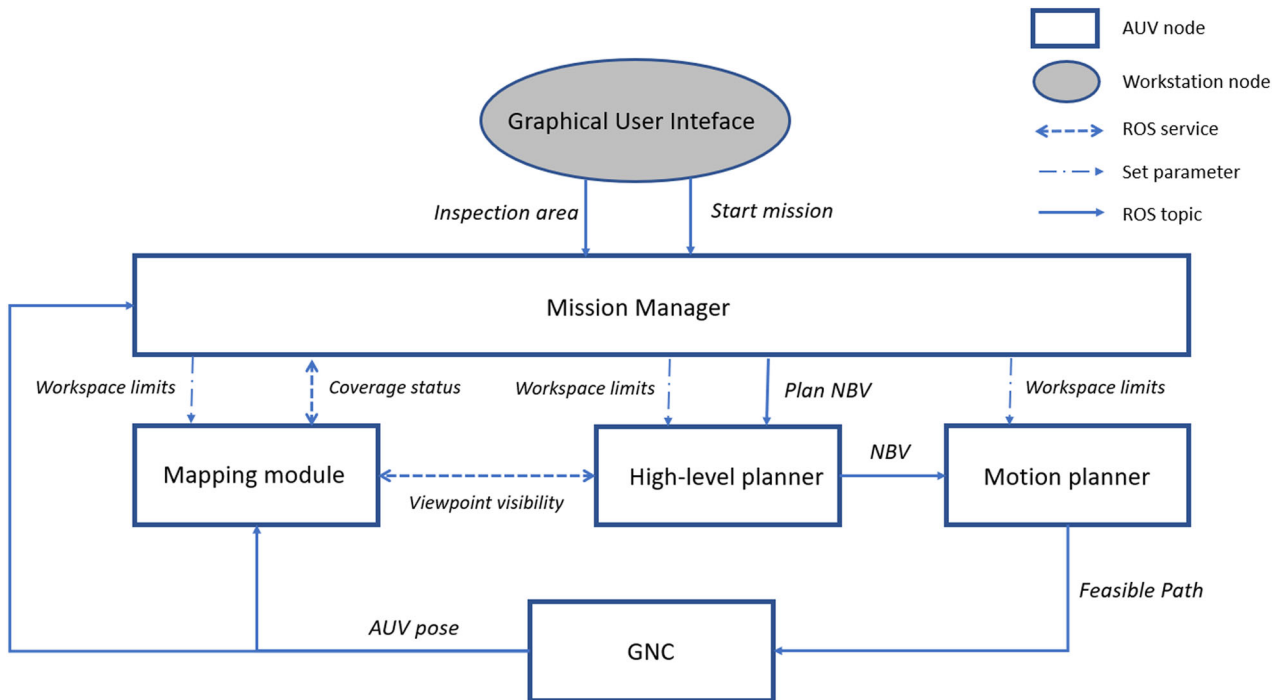 AUV node
Workstation node
ROS service
Set parameter
ROS topic
Graphical User Inteface
Inspection area
Start mission
Mission Manager
Workspace limits
Coverage status
Workspace limits
Plan NBV
Workspace limits
Mapping module
Viewpoint visibility
High-level planner
NBV
Motion planner
Feasible Path
AUV pose
GNC